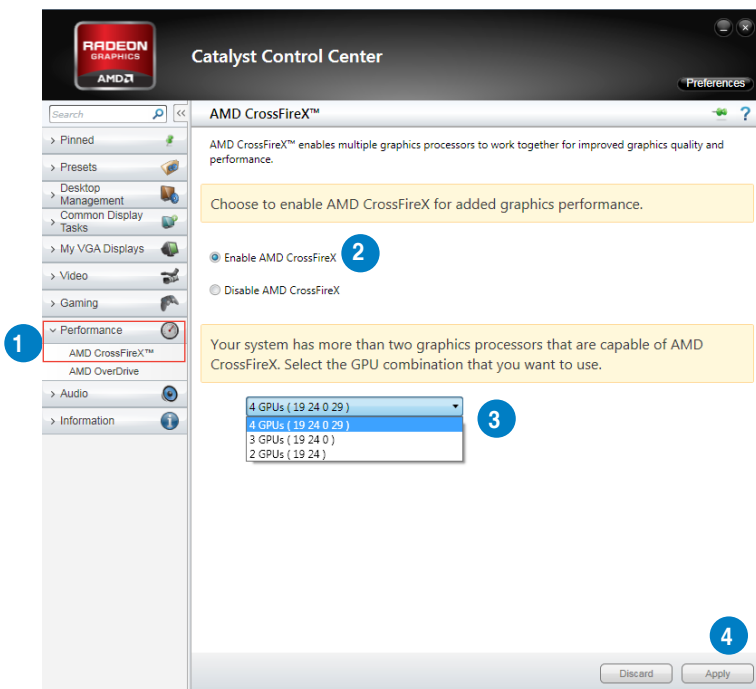 RADEON
GRAPHICS
AMD
Catalyst Control Center
Preferences
Search
<<
AMD CrossFireX™
?
> Pinned
> Presets
> Desktop
Management
> Common Display
Tasks
> My VGA Displays
> Video
> Gaming
1
Performance
AMD CrossFireX™
AMD OverDrive
> Audio
> Information
AMD CrossFireX™ enables multiple graphics processors to work together for improved graphics quality and
performance.
Choose to enable AMD CrossFireX for added graphics performance.
Enable AMD CrossFireX
2
Disable AMD CrossFireX
Your system has more than two graphics processors that are capable of AMD
CrossFireX. Select the GPU combination that you want to use.
4 GPUs ( 19 24 0 29 )
4 GPUs ( 19 24 0 29 )
3 GPUs ( 19 24 0 )
2 GPUs ( 19 24 )
3
4
Discard
Apply